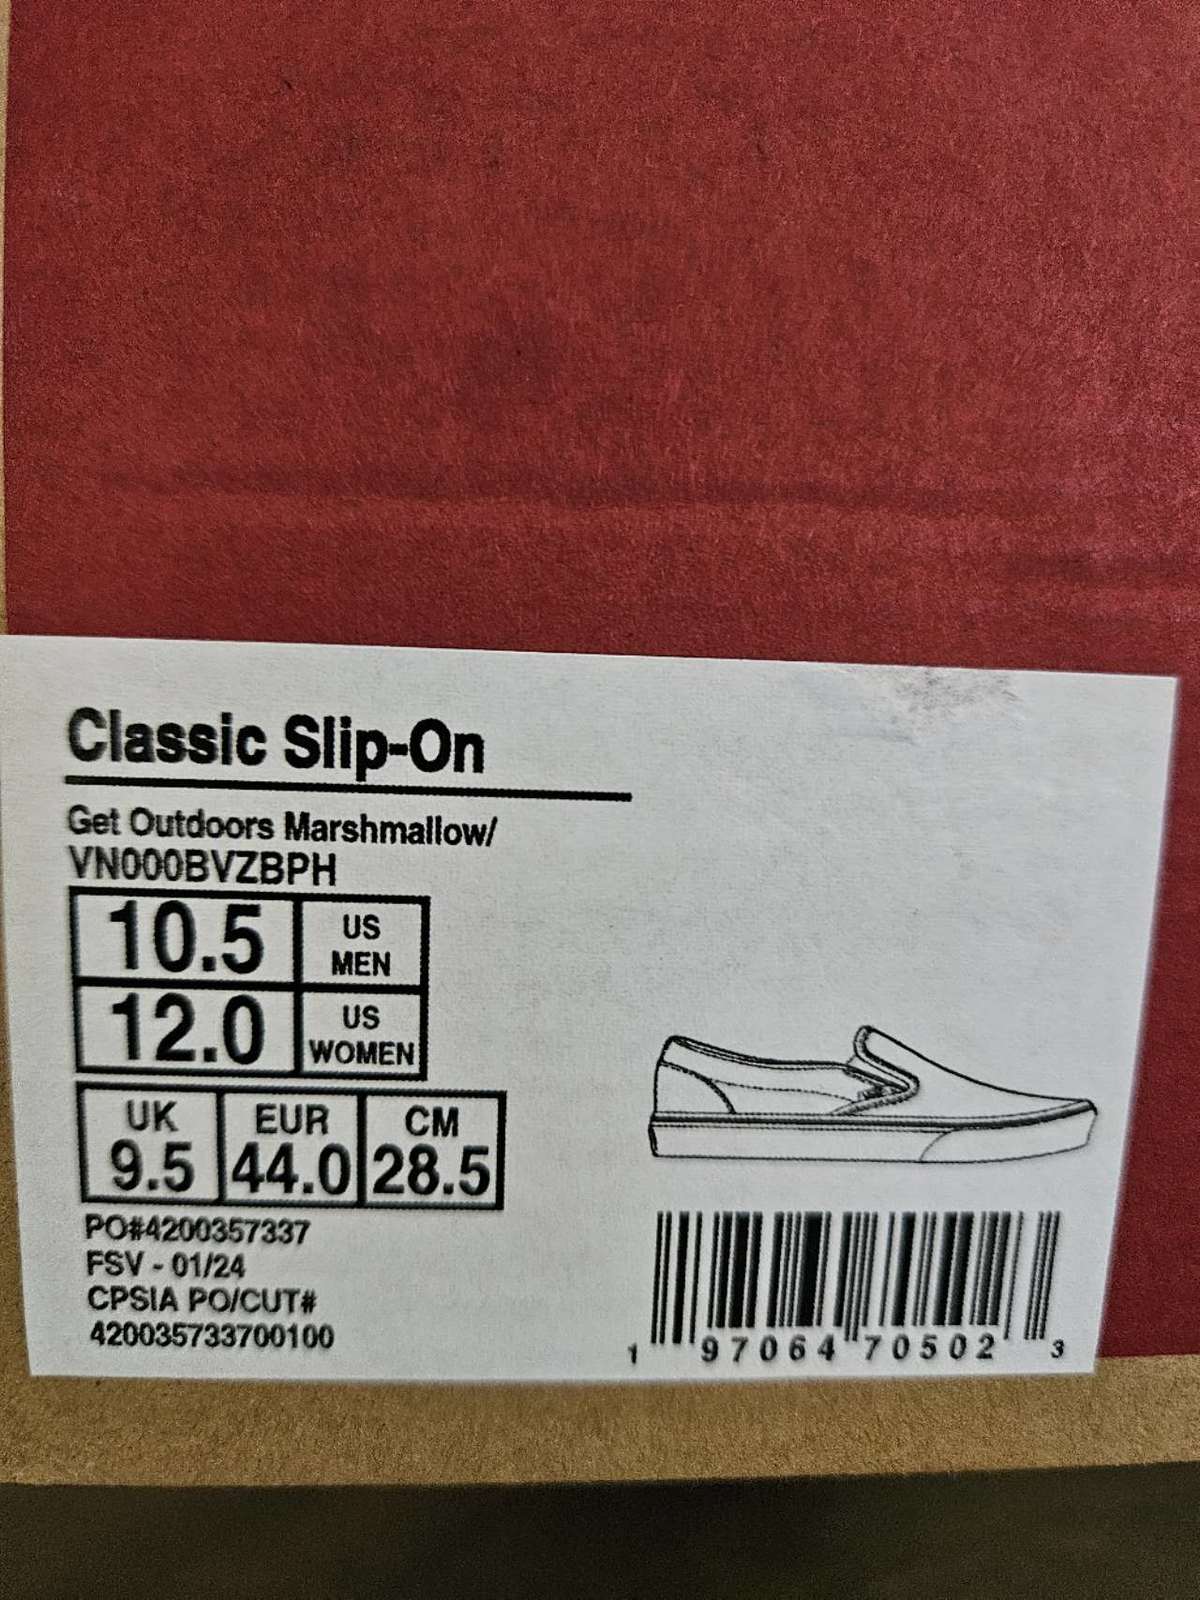 Classic Slip-On
Get Outdoors Marshmallow/
VN000BVZBPH
10.5 US MEN
12.0 US WOMEN
UK EUR CM
9.5 44.0 28.5
PO#4200357337
FSV - 01/24
CPSIA PO/CUT#
420035733700100
1 97064 70502 3